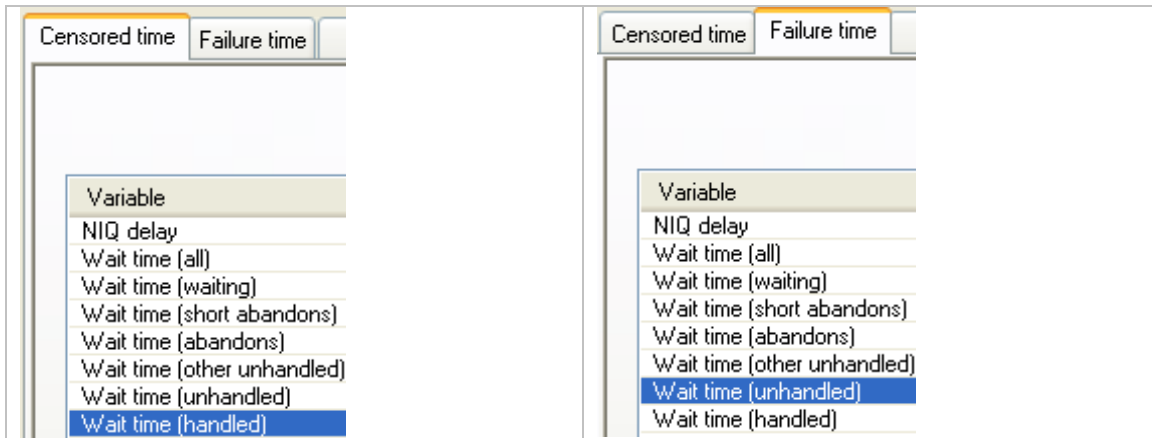 Censored time Failure time
Variable
NIQ delay
Wait time (all)
Wait time (waiting)
Wait time (short abandons)
Wait time (abandons)
Wait time (other unhandled)
Wait time (unhandled)
Wait time (handled)
Censored time Failure time
Variable
NIQ delay
Wait time (all)
Wait time (waiting)
Wait time (short abandons)
Wait time (abandons)
Wait time (other unhandled)
Wait time (unhandled)
Wait time (handled)